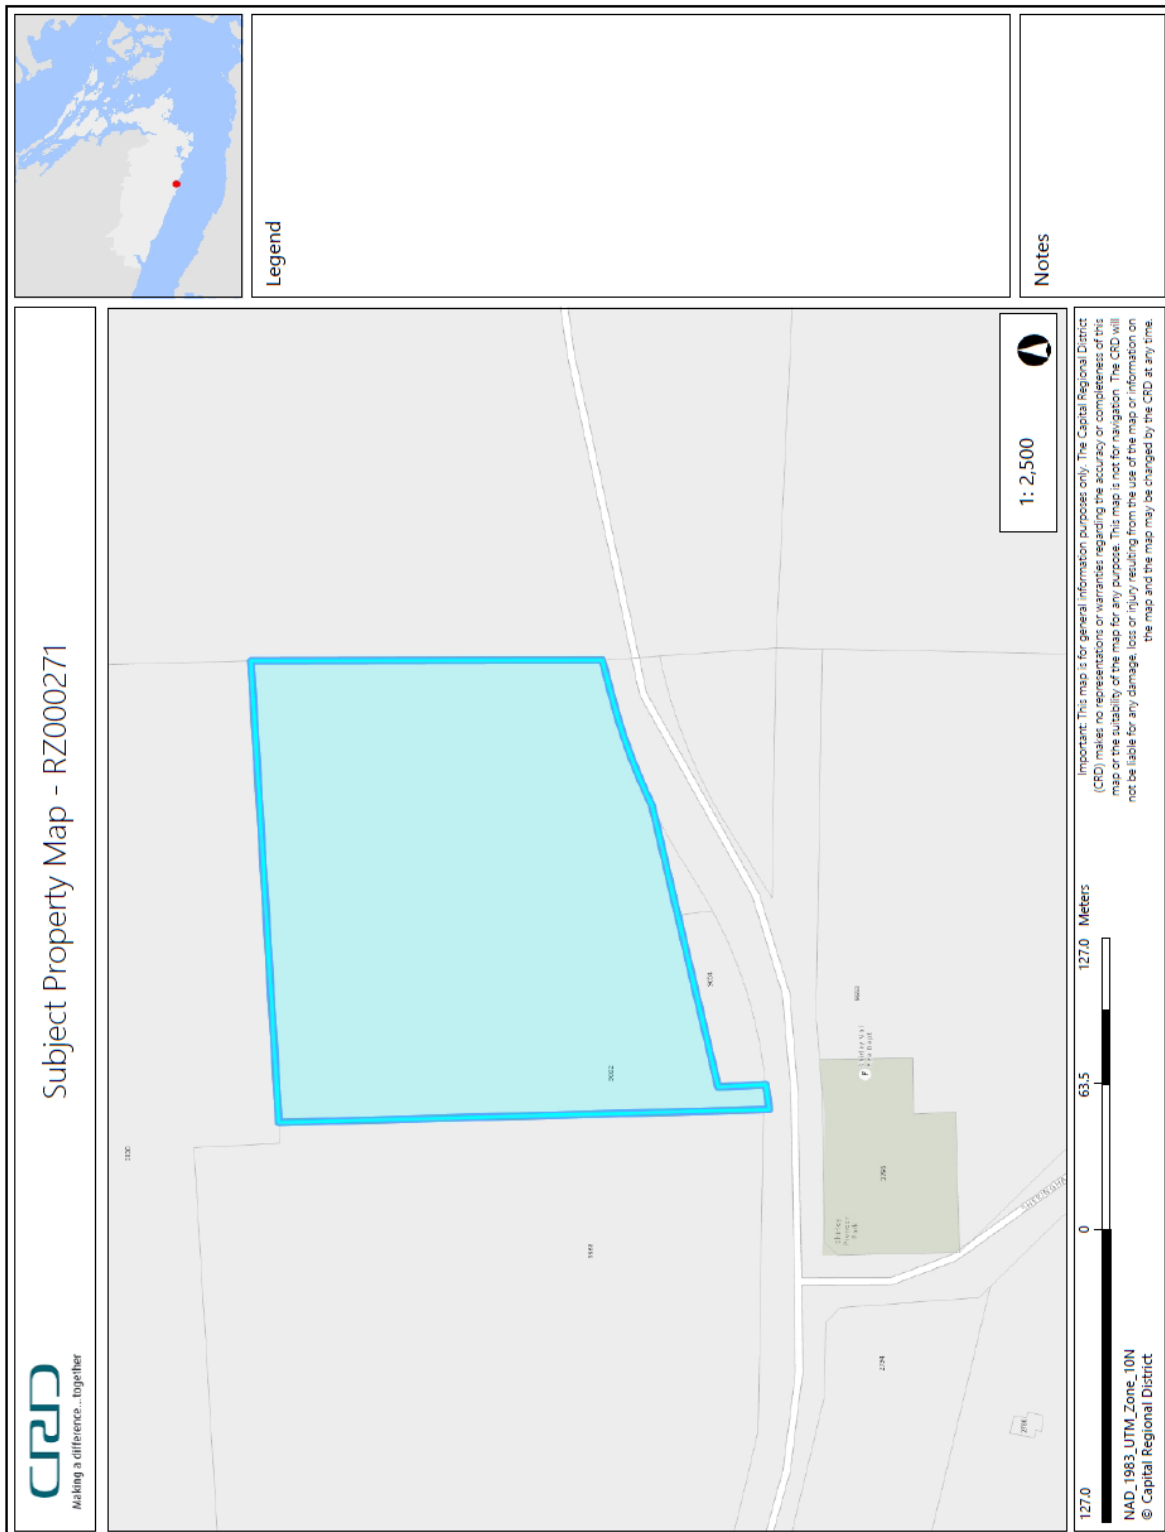 CRD
Making a difference...together
Subject Property Map - RZ000271
Legend
Notes
9662
2794
1: 2,500
127.0
0
63.5
127.0 Meters
NAD_1983_UTM_Zone_10N
© Capital Regional District
Important: This map is for general information purposes only. The Capital Regional District
(CRD) makes no representations or warranties regarding the accuracy or completeness of this
map or the suitability of the map for any purpose. This map is not for navigation. The CRD will
not be liable for any damage, loss or injury resulting from the use of the map or information on
the map and the map may be changed by the CRD at any time.